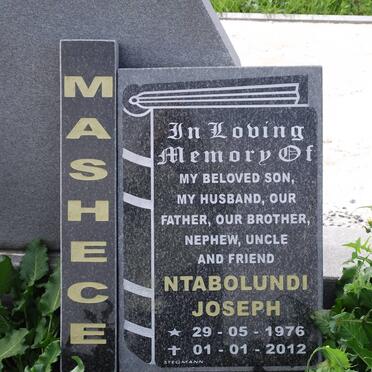 MASHECE
In Loving
Memory Of
MY BELOVED SON,
MY HUSBAND, OUR
FATHER, OUR BROTHER,
NEPHEW, UNCLE
AND FRIEND
NTABOLUNDI
JOSEPH
★ 29 - 05 - 1976
✝ 01 - 01 - 2012
STEGMANN